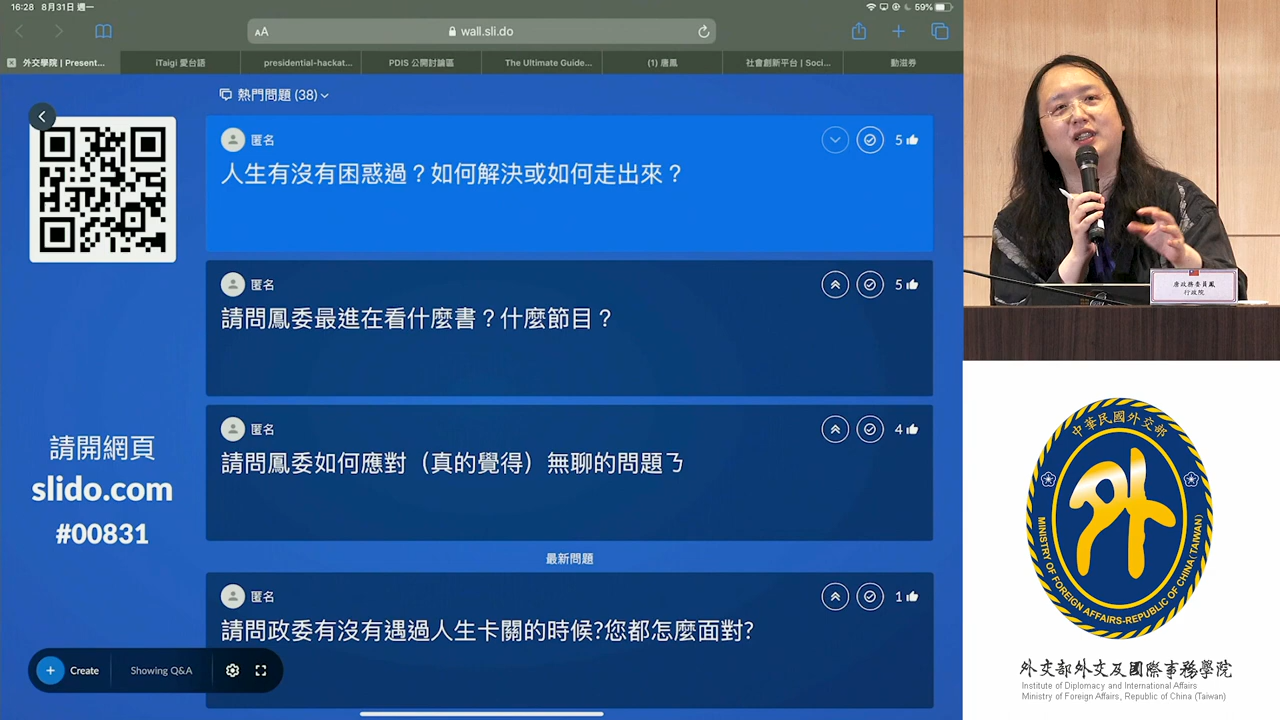 16:28 8月31日 週一
59%
AA
wall.sli.do
外交學院 | Present...
iTaigi 愛台語
presidential-hackat...
PDIS 公開討論區
The Ultimate Guide...
(1) 唐鳳
社會創新平台 | Soci...
動滋券
熱門問題 (38)
匿名
5
人生有沒有困惑過？如何解決或如何走出來？
匿名
5
請問鳳委最進在看什麼書？什麼節目？
匿名
4
請問鳳委如何應對（真的覺得）無聊的問題ㄋ
最新問題
匿名
1
請問政委有沒有遇過人生卡關的時候?您都怎麼面對?
請開網頁
slido.com
#00831
Create
Showing Q&A
唐政務委員鳳
行政院
中華民國外交部
外
MINISTRY OF FOREIGN AFFAIRS-REPUBLIC OF CHINA (TAIWAN)
外交部外交及國際事務學院
Institute of Diplomacy and International Affairs
Ministry of Foreign Affairs, Republic of China (Taiwan)